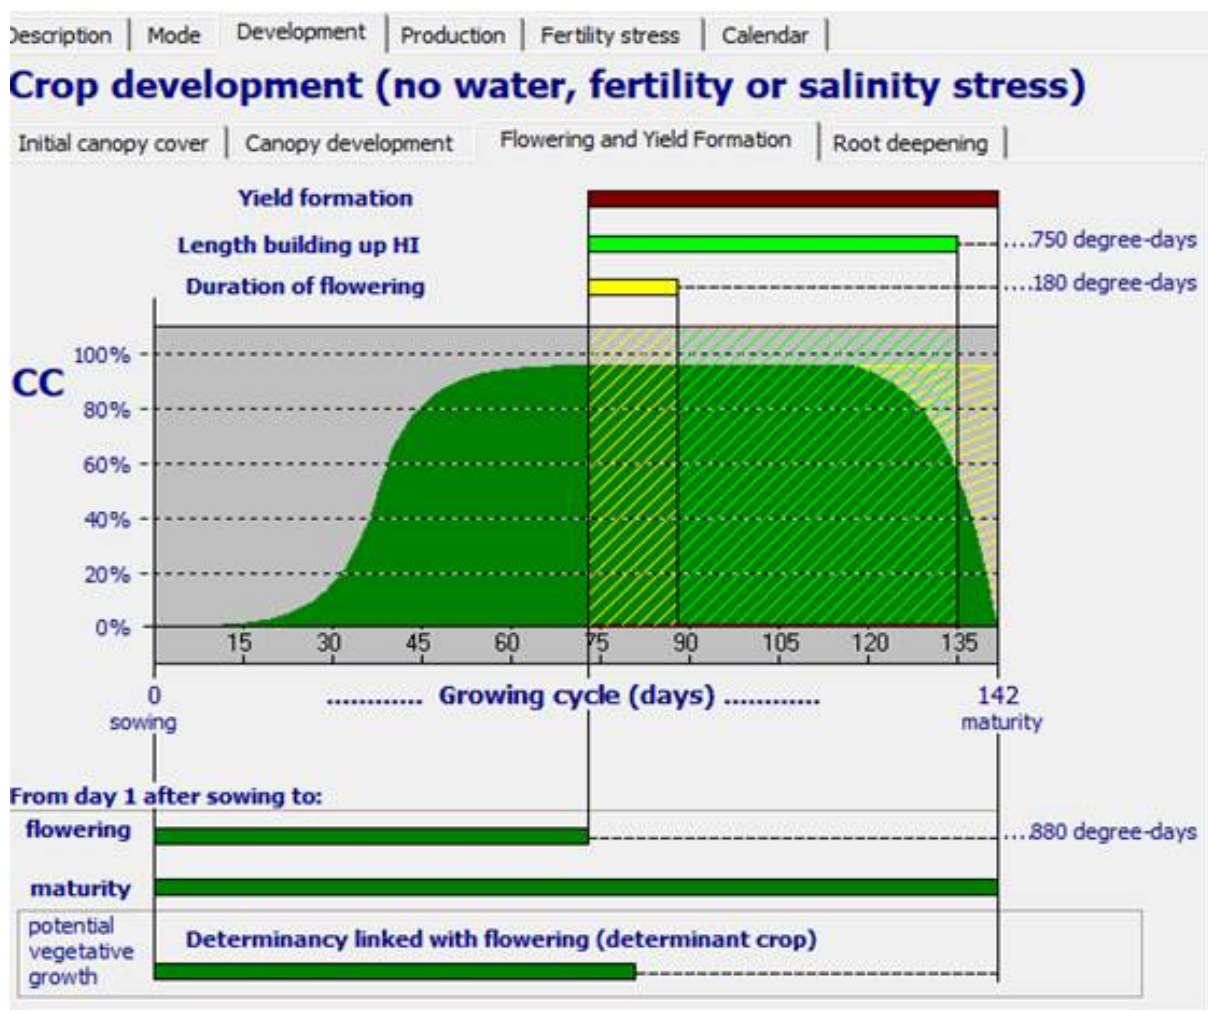 Description Mode Development Production Fertility stress Calendar
Crop development (no water, fertility or salinity stress)
Initial canopy cover Canopy development Flowering and Yield Formation Root deepening
Yield formation
Length building up HI ....750 degree-days
Duration of flowering ....180 degree-days
CC
100%
80%
60%
40%
20%
0%
15 30 45 60 75 90 105 120 135
0 ............ Growing cycle (days) ............ 142
sowing maturity
From day 1 after sowing to:
flowering ....880 degree-days
maturity
potential
vegetative
growth
Determinancy linked with flowering (determinant crop)